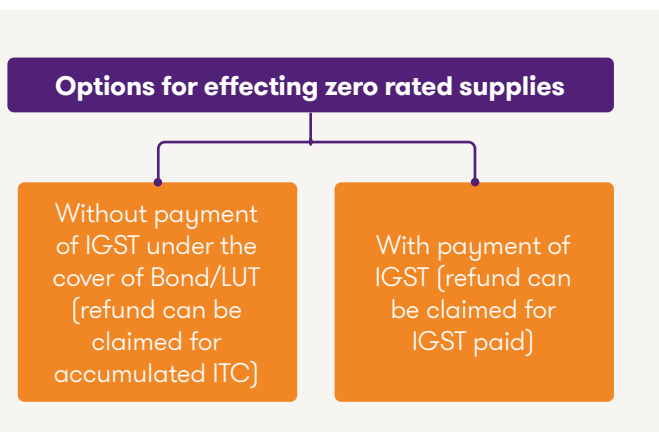 Options for effecting zero rated supplies
Without payment
of IGST under the
cover of Bond/LUT
(refund can be
claimed for
accumulated ITC)
With payment of
IGST (refund can
be claimed for
IGST paid)